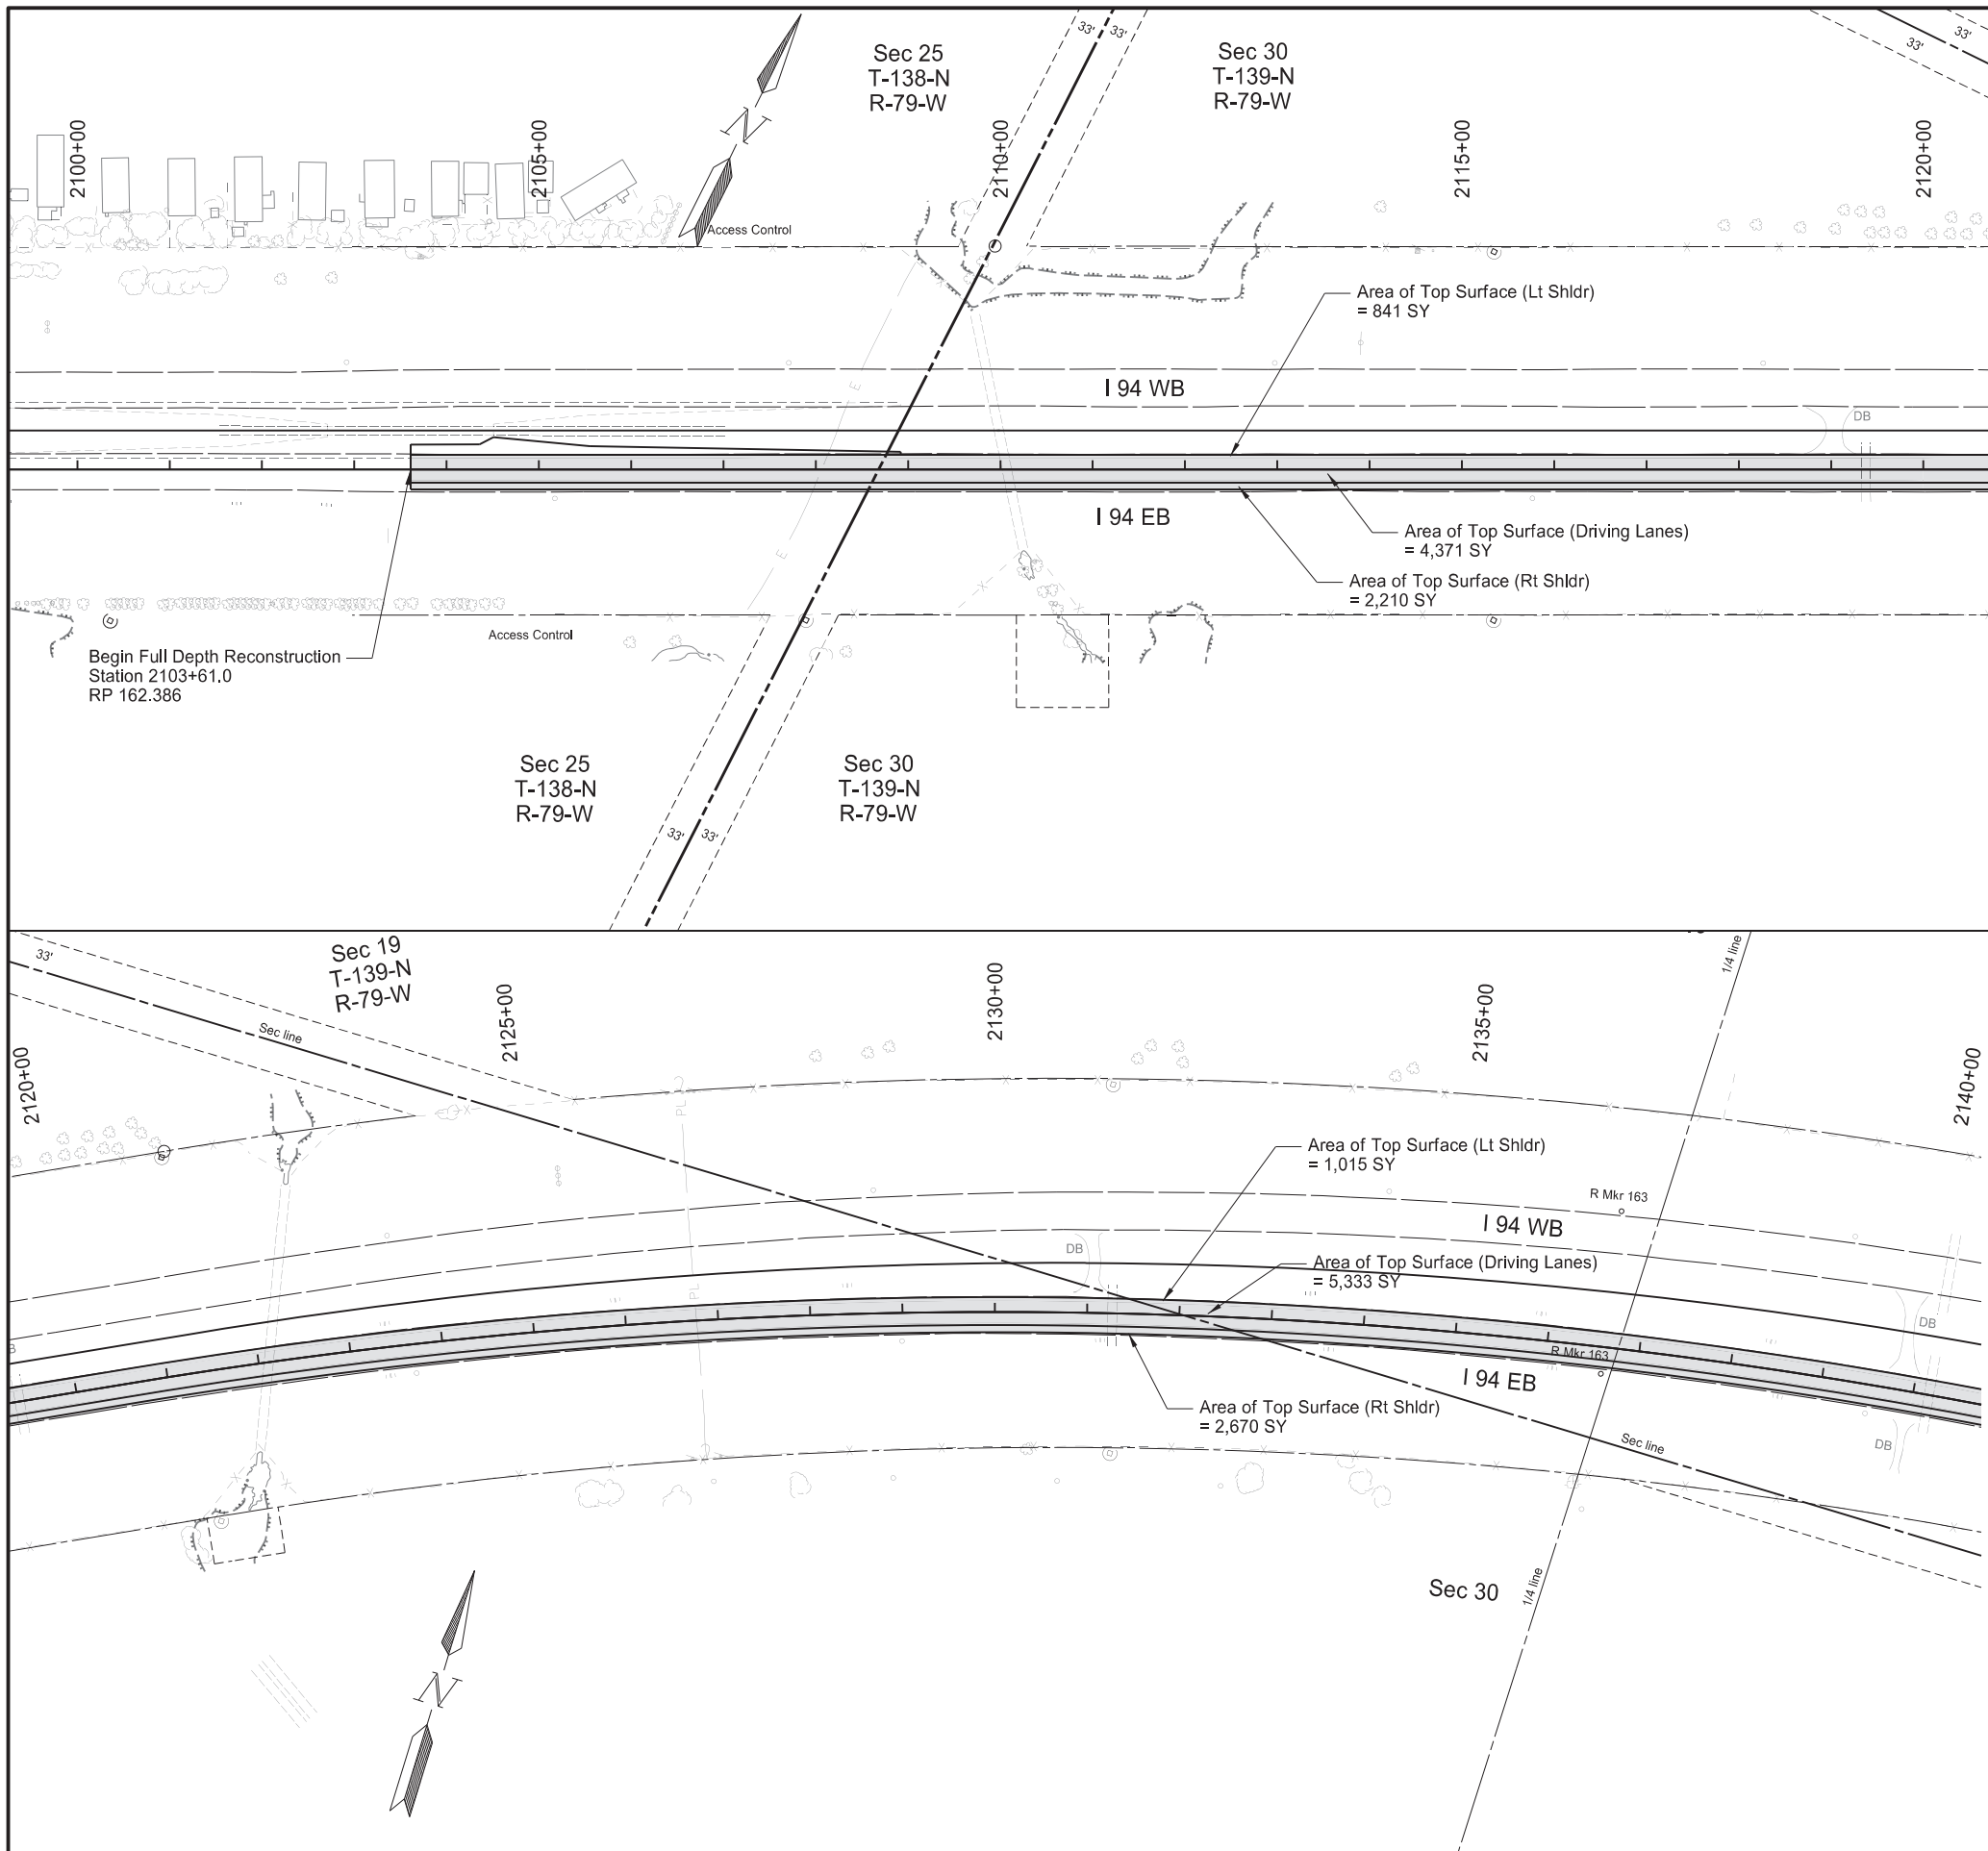 33'
33'
Sec 25
T-138-N
R-79-W
Sec 30
T-139-N
R-79-W
33'
33'
2100+00
2105+00
N
2110+00
2115+00
2120+00
Access Control
Area of Top Surface (Lt Shldr)
= 841 SY
I 94 WB
E
DB
I 94 EB
Area of Top Surface (Driving Lanes)
= 4,371 SY
E
Area of Top Surface (Rt Shldr)
= 2,210 SY
Access Control
Begin Full Depth Reconstruction
Station 2103+61.0
RP 162.386
Sec 25
T-138-N
R-79-W
Sec 30
T-139-N
R-79-W
33'
33'
33'
Sec 19
T-139-N
R-79-W
Sec line
1/4 line
2120+00
2125+00
2130+00
2135+00
2140+00
PL
Area of Top Surface (Lt Shldr)
= 1,015 SY
R Mkr 163
I 94 WB
DB
Area of Top Surface (Driving Lanes)
= 5,333 SY
PL
DB
R Mkr 163
I 94 EB
Area of Top Surface (Rt Shldr)
= 2,670 SY
Sec line
DB
Sec 30
1/4 line
N